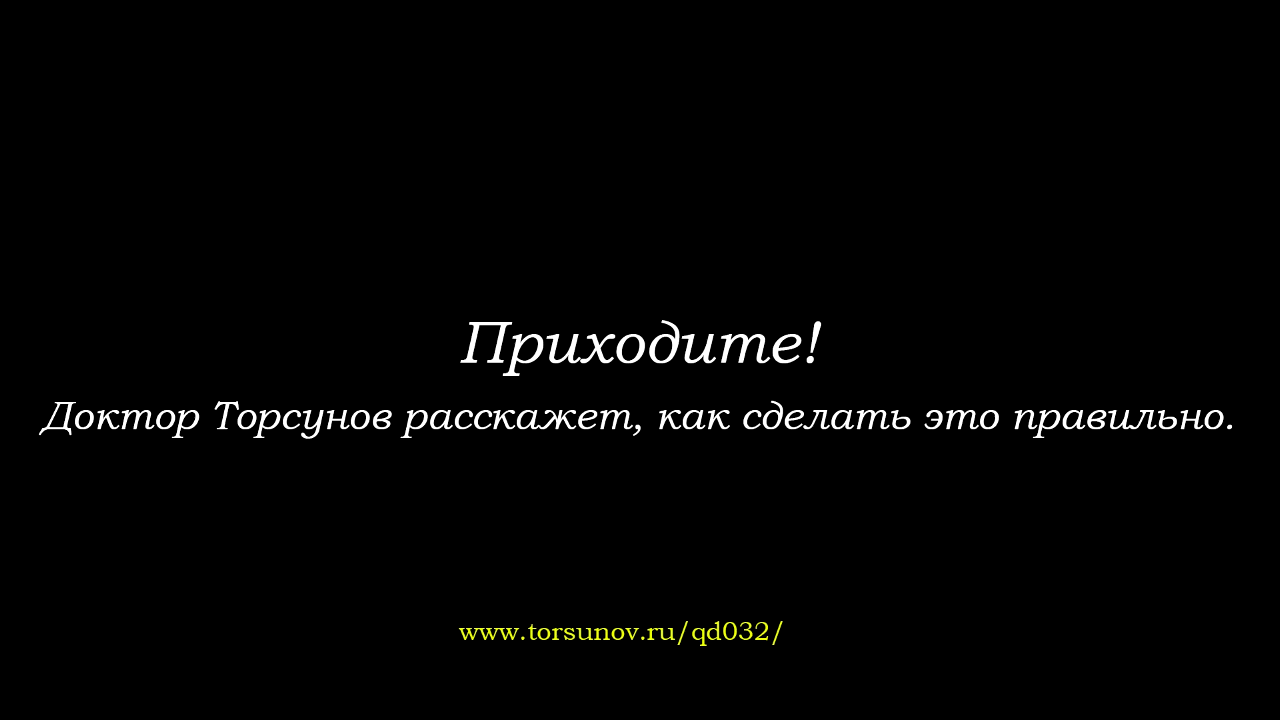 Приходите!
Доктор Торсунов расскажет, как сделать это правильно.
www.torsunov.ru/qd032/